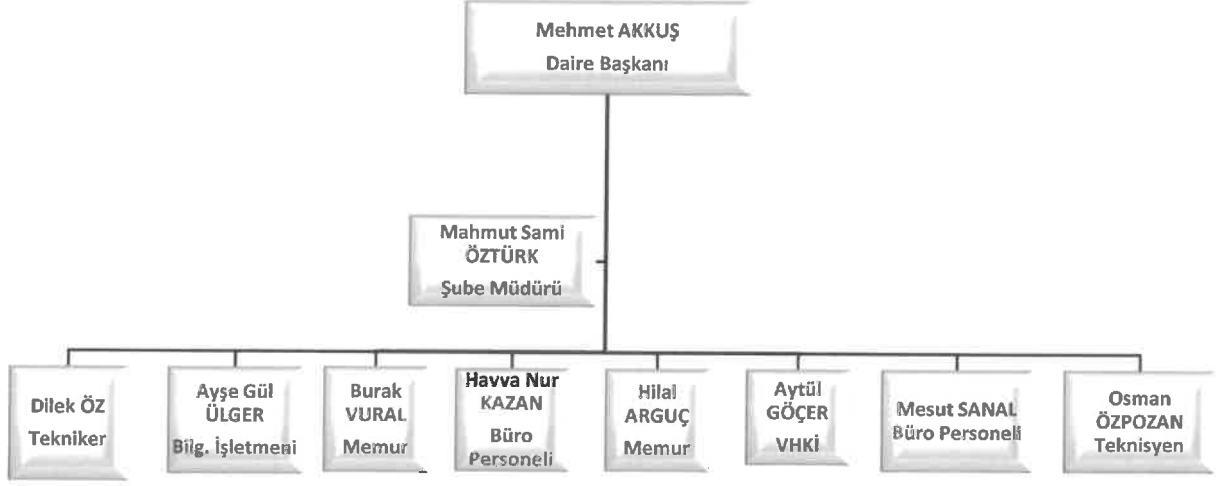 Mehmet AKKUŞ
Daire Başkanı
Mahmut Sami
ÖZTÜRK
Şube Müdürü
Dilek ÖZ
Tekniker
Ayşe Gül
ÜLGER
Bilg. İşletmeni
Burak
VURAL
Memur
Havva Nur
KAZAN
Büro
Personeli
Hilal
ARGUÇ
Memur
Aytül
GÖÇER
VHKİ
Mesut SANAL
Büro Personeli
Osman
ÖZPOZAN
Teknisyen